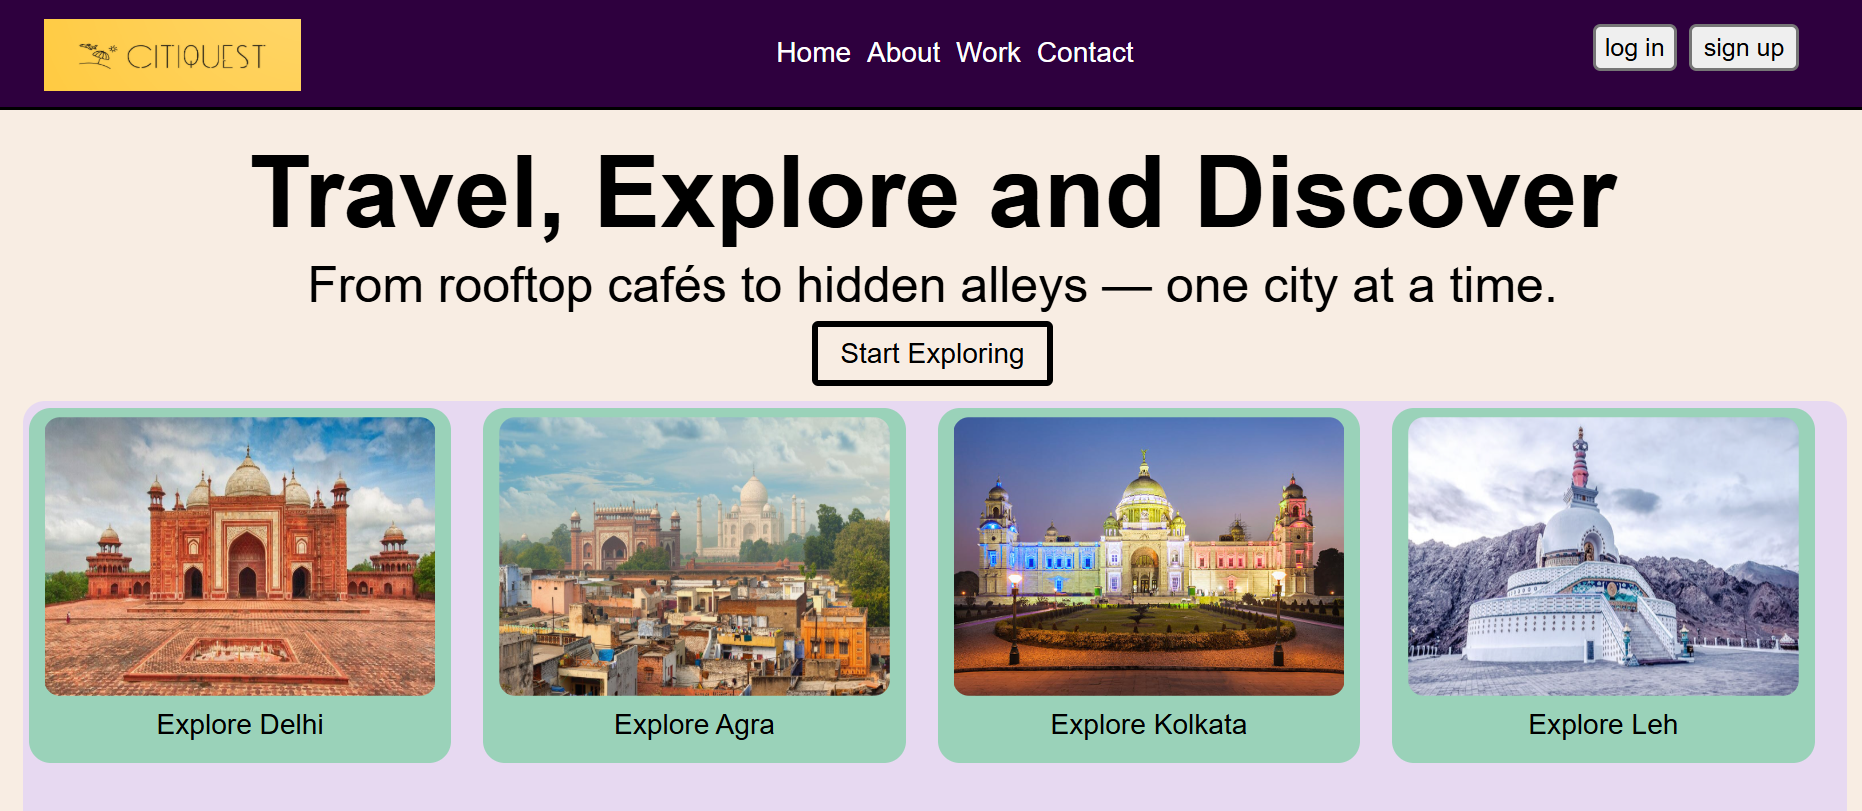 CITIQUEST
Home About Work Contact
log in
sign up
Travel, Explore and Discover
From rooftop cafés to hidden alleys — one city at a time.
Start Exploring
Explore Delhi
Explore Agra
Explore Kolkata
Explore Leh